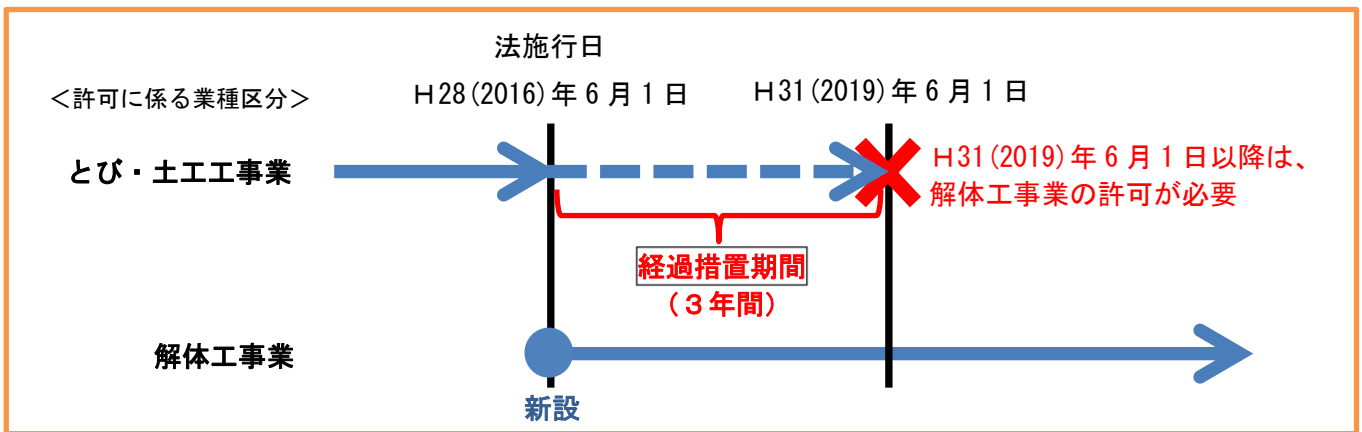 法施行日
＜許可に係る業種区分＞
H28(2016)年6月1日
H31(2019)年6月1日
とび・土工工事業
H31(2019)年6月1日以降は、
解体工事業の許可が必要
経過措置期間
（３年間）
解体工事業
新設